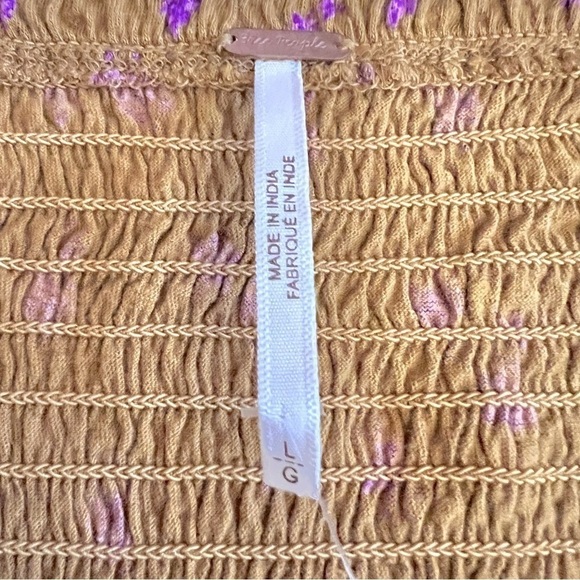 free people
MADE IN INDIA
FABRIQUÉ EN INDE
G/L